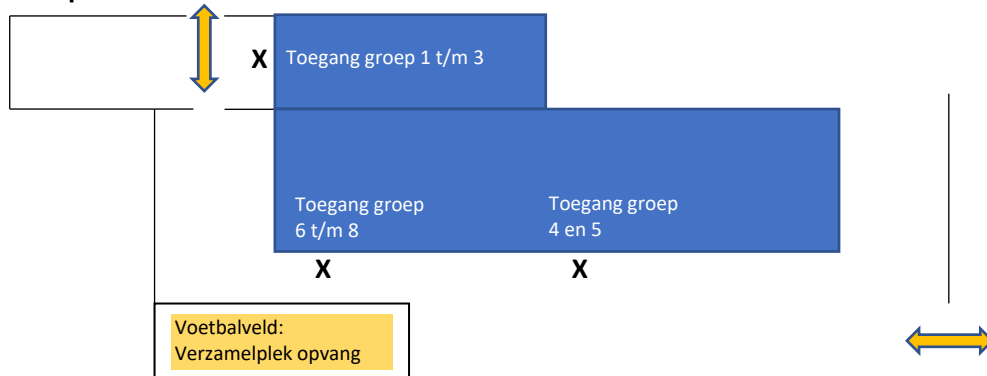 X Toegang groep 1 t/m 3
Toegang groep
6 t/m 8
Toegang groep
4 en 5
X X
Voetbalveld:
Verzamelplek opvang